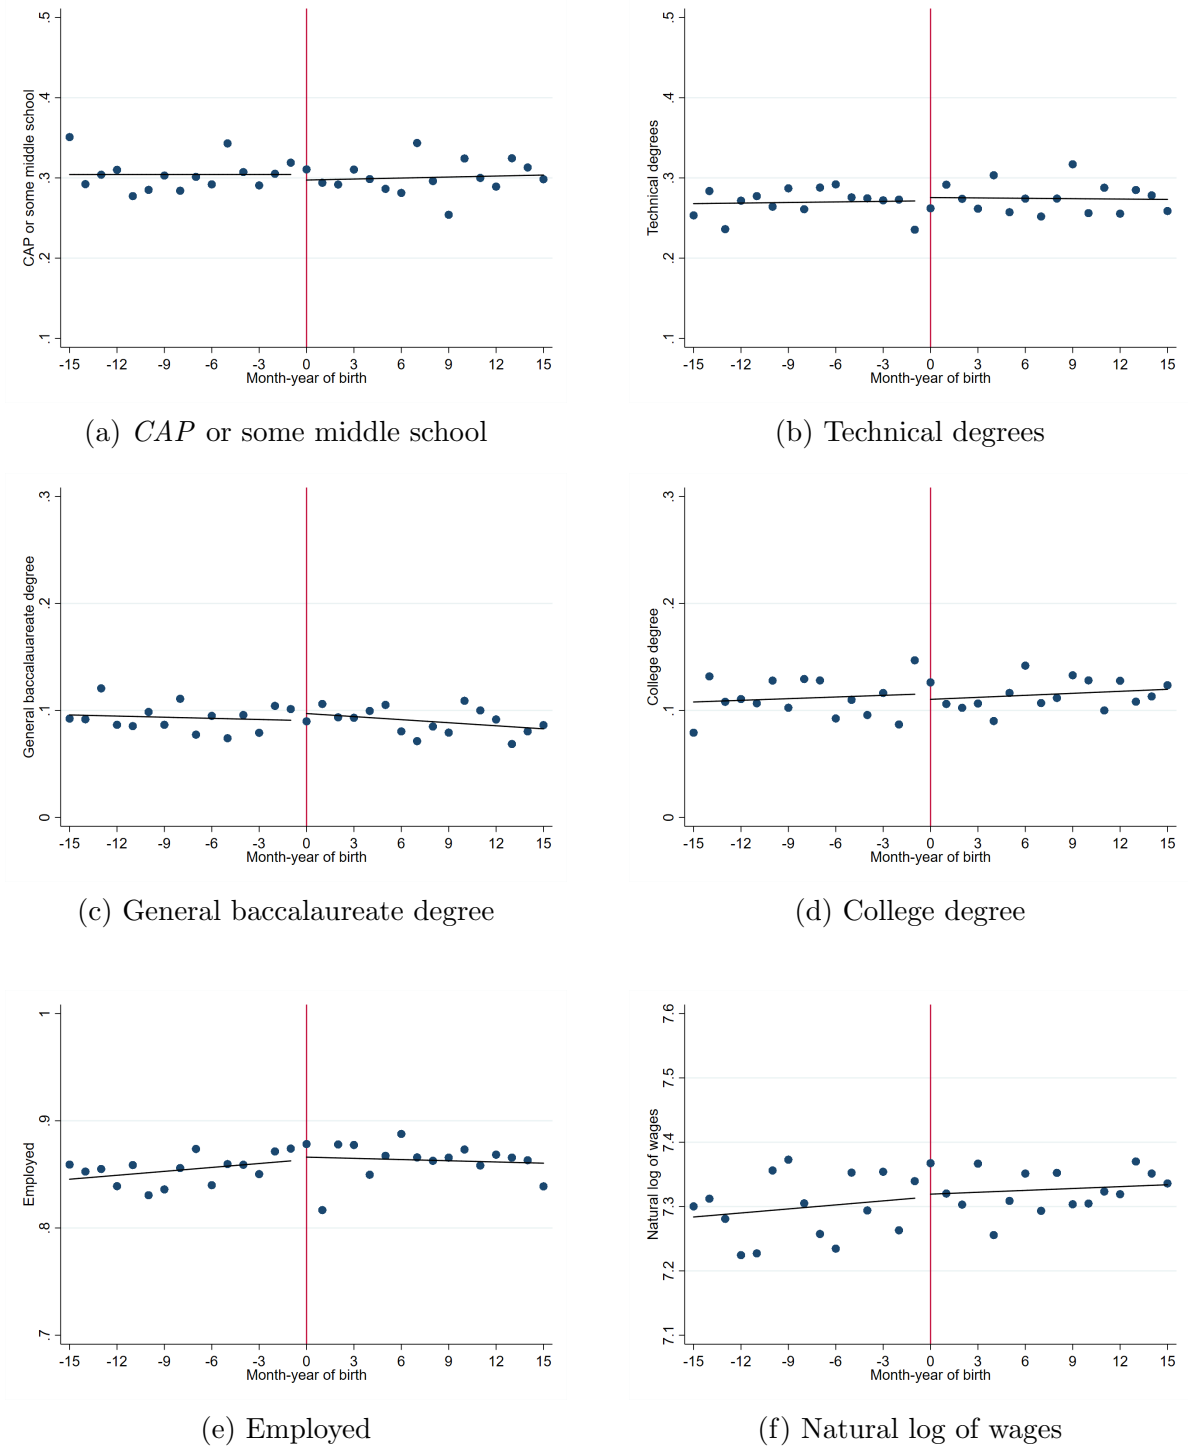 CAP or some middle school
.1 .2 .3 .4 .5
-15 -12 -9 -6 -3 0 3 6 9 12 15
Month-year of birth
(a) CAP or some middle school
Technical degrees
.1 .2 .3 .4 .5
-15 -12 -9 -6 -3 0 3 6 9 12 15
Month-year of birth
(b) Technical degrees
General baccalauareate degree
0 .1 .2 .3
-15 -12 -9 -6 -3 0 3 6 9 12 15
Month-year of birth
(c) General baccalaureate degree
College degree
0 .1 .2 .3
-15 -12 -9 -6 -3 0 3 6 9 12 15
Month-year of birth
(d) College degree
Employed
.7 .8 .9 1
-15 -12 -9 -6 -3 0 3 6 9 12 15
Month-year of birth
(e) Employed
Natural log of wages
7.1 7.2 7.3 7.4 7.5 7.6
-15 -12 -9 -6 -3 0 3 6 9 12 15
Month-year of birth
(f) Natural log of wages